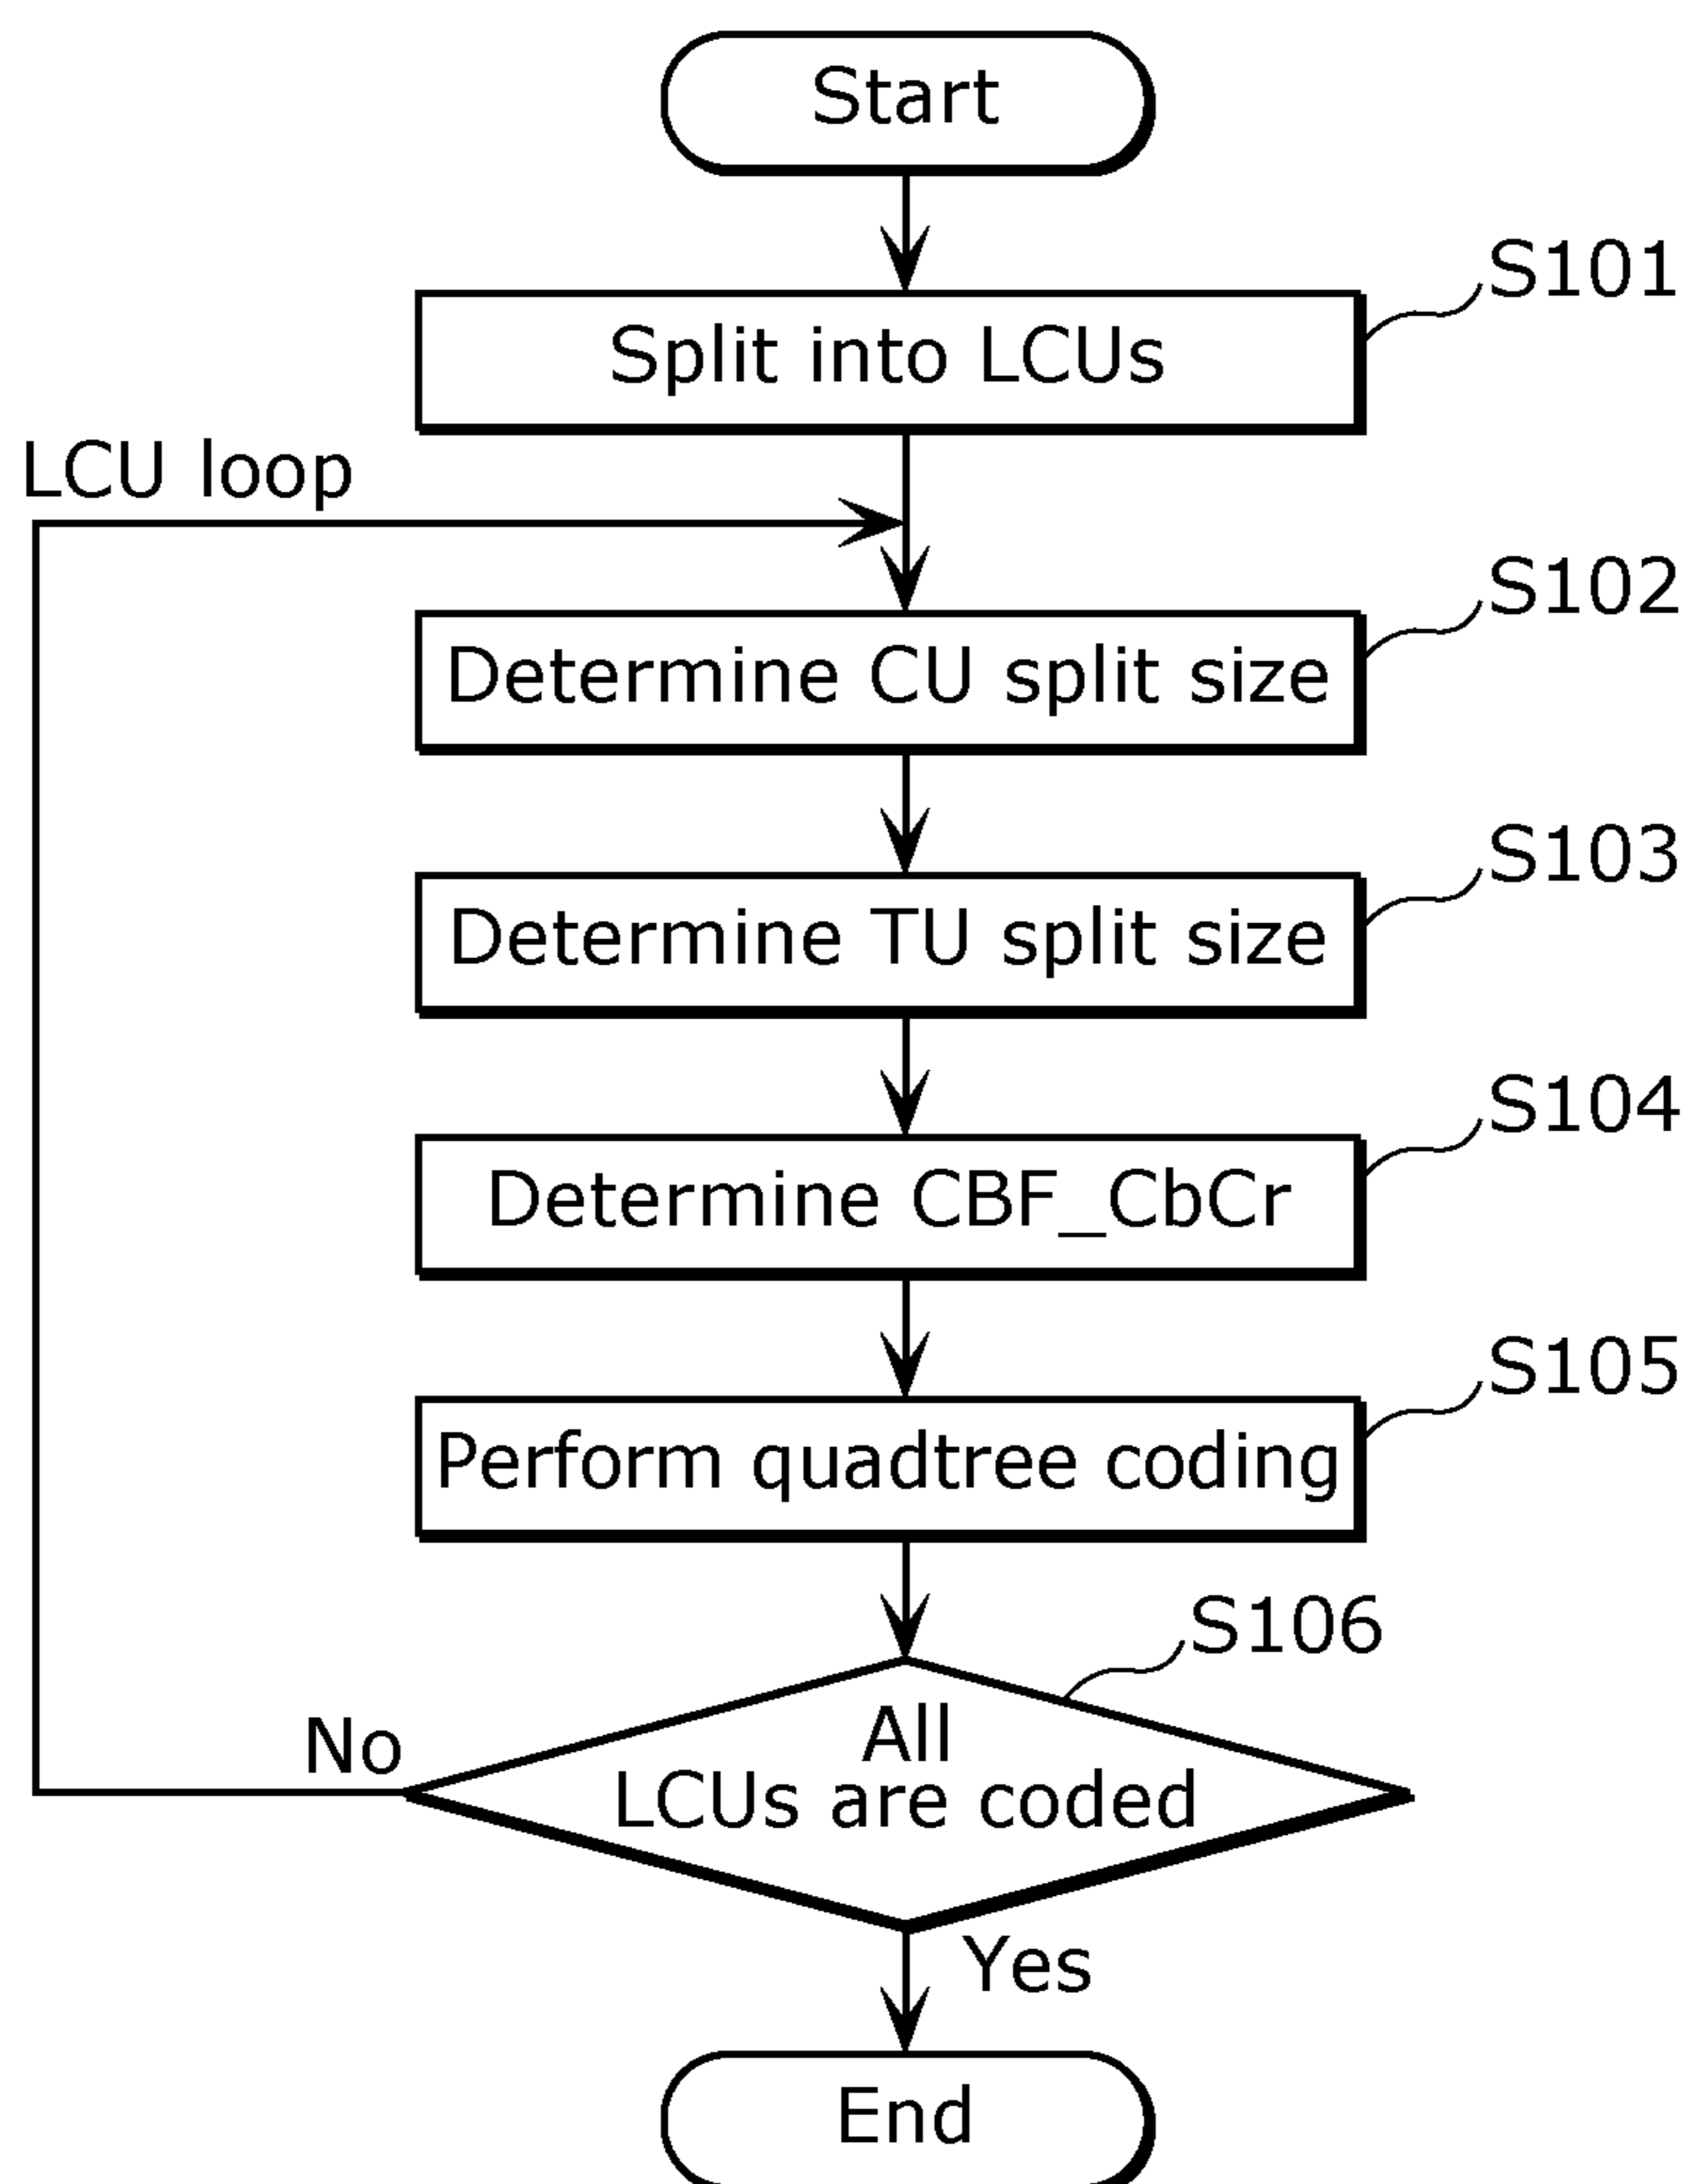 Start
S101
Split into LCUs
LCU loop
S102
Determine CU split size
S103
Determine TU split size
S104
Determine CBF_CbCr
S105
Perform quadtree coding
S106
All
LCUs are coded
No
Yes
End